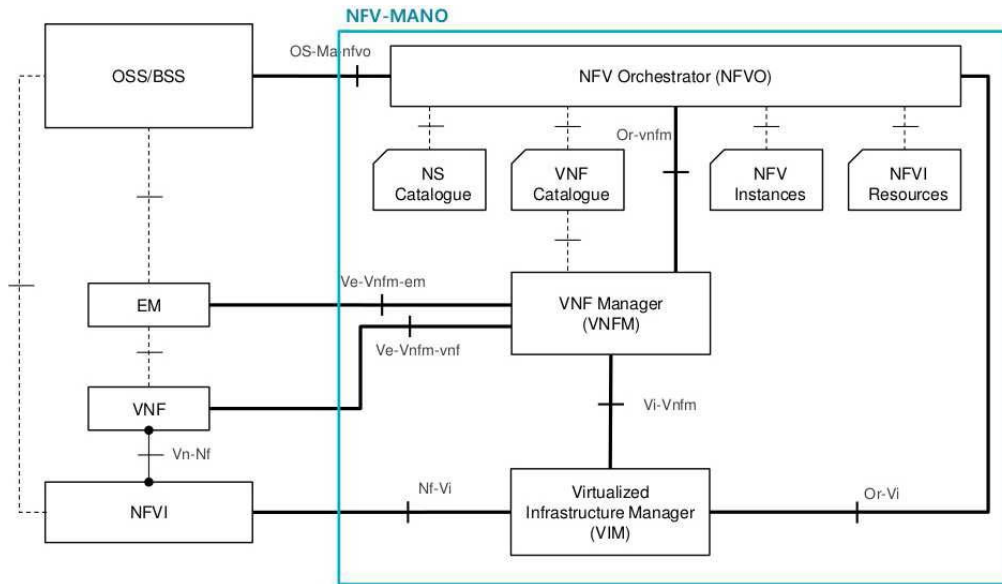 NFV-MANO
OS-Ma-nfvo
OSS/BSS
NFV Orchestrator (NFVO)
Or-vnfm
NS
Catalogue
VNF
Catalogue
NFV
Instances
NFVI
Resources
Ve-Vnfm-em
EM
VNF Manager
(VNFM)
Ve-Vnfm-vnf
VNF
Vi-Vnfm
Vn-Nf
NFVI
Nf-Vi
Virtualized
Infrastructure Manager
(VIM)
Or-Vi